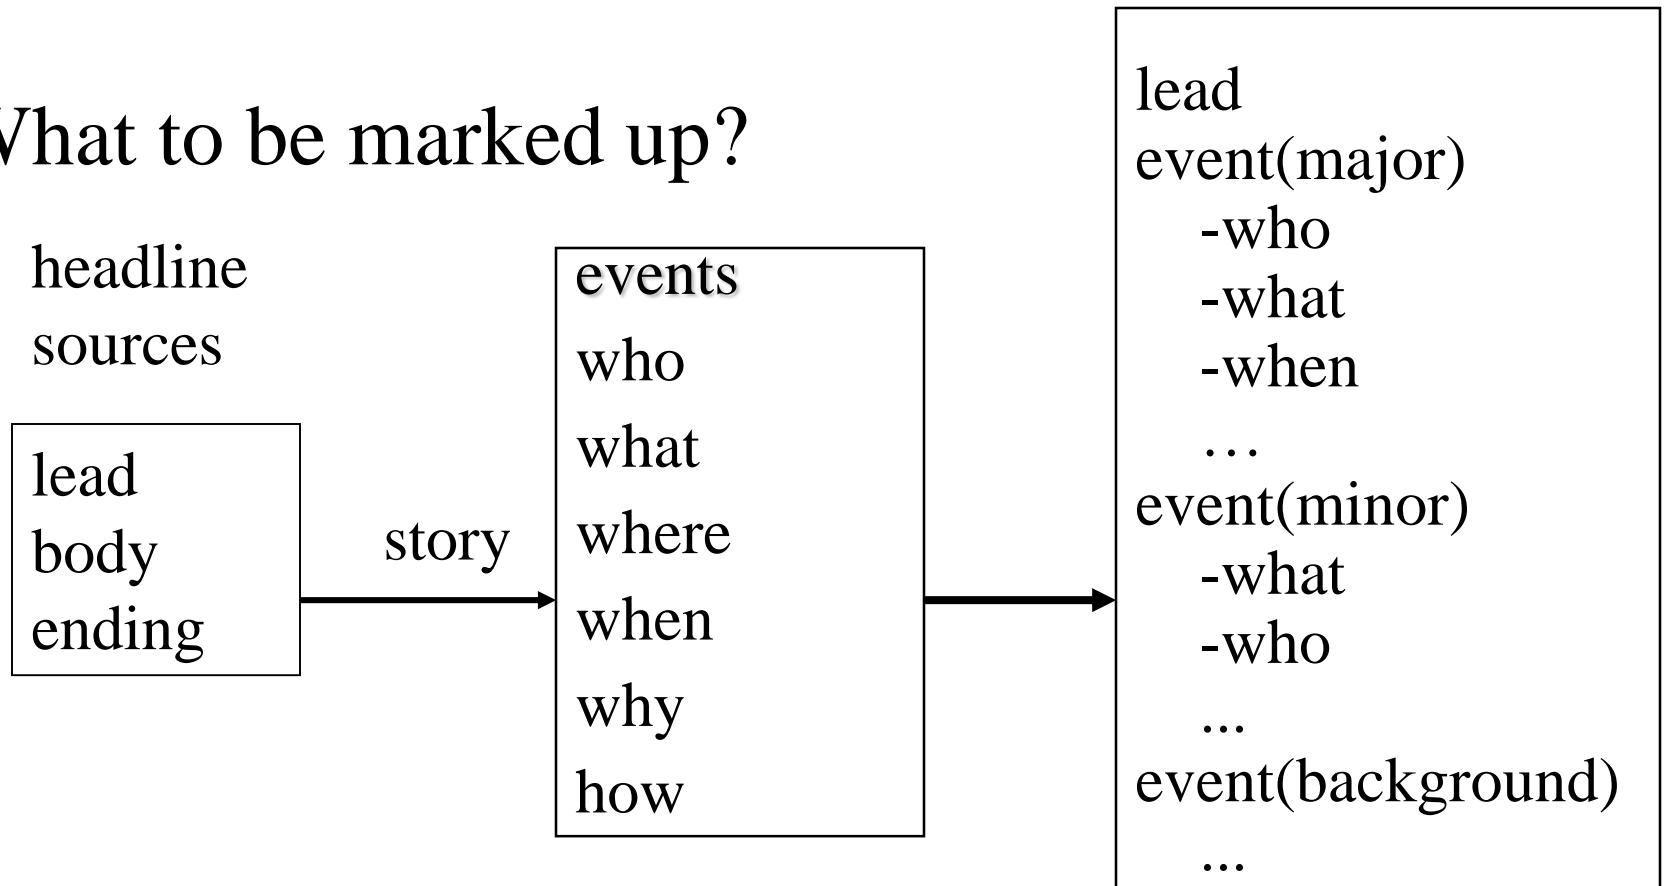 What to be marked up?
headline
sources
lead
body
ending
story
events
who
what
where
when
why
how
lead
event(major)
-who
-what
-when
…
event(minor)
-what
-who
...
event(background)
...